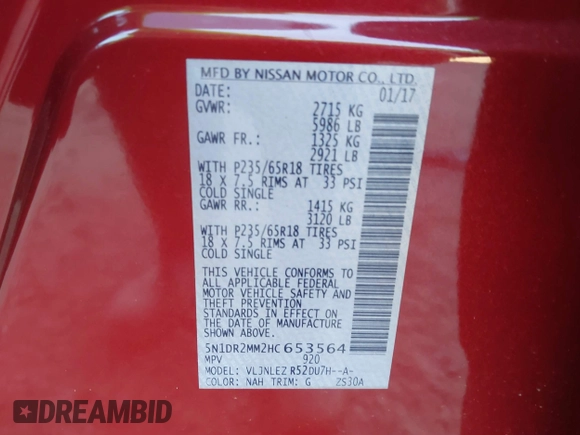 MFD BY NISSAN MOTOR CO., LTD.
DATE: 01/17
GVWR: 2715 KG
5986 LB
GAWR FR.: 1325 KG
2921 LB
WITH P235/65R18 TIRES
18 X 7.5 RIMS AT 33 PSI
COLD SINGLE
GAWR RR.: 1415 KG
3120 LB
WITH P235/65R18 TIRES
18 X 7.5 RIMS AT 33 PSI
COLD SINGLE
THIS VEHICLE CONFORMS TO
ALL APPLICABLE FEDERAL
MOTOR VEHICLE SAFETY AND
THEFT PREVENTION
STANDARDS IN EFFECT ON
THE DATE OF MANUFACTURE
SHOWN ABOVE.
5N1DR2MM2HC653564
MPV 920
MODEL: VLJNLEZ R52DU7H--A-
COLOR: NAH TRIM: G ZS30A
DREAMBID